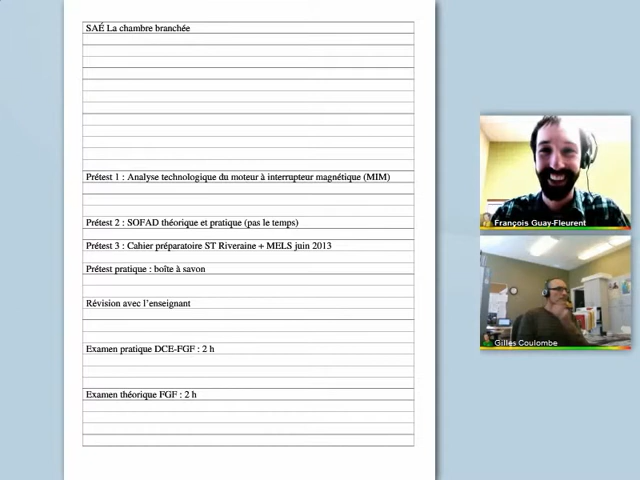 SAÉ La chambre branchée
Prétest 1 : Analyse technologique du moteur à interrupteur magnétique (MIM)
Prétest 2 : SOFAD théorique et pratique (pas le temps)
Prétest 3 : Cahier préparatoire ST Riveraine + MELS juin 2013
Prétest pratique : boîte à savon
Révision avec l'enseignant
Examen pratique DCE-FGF : 2 h
Examen théorique FGF : 2 h
François Guay-Fleurent
Gilles Coulombe